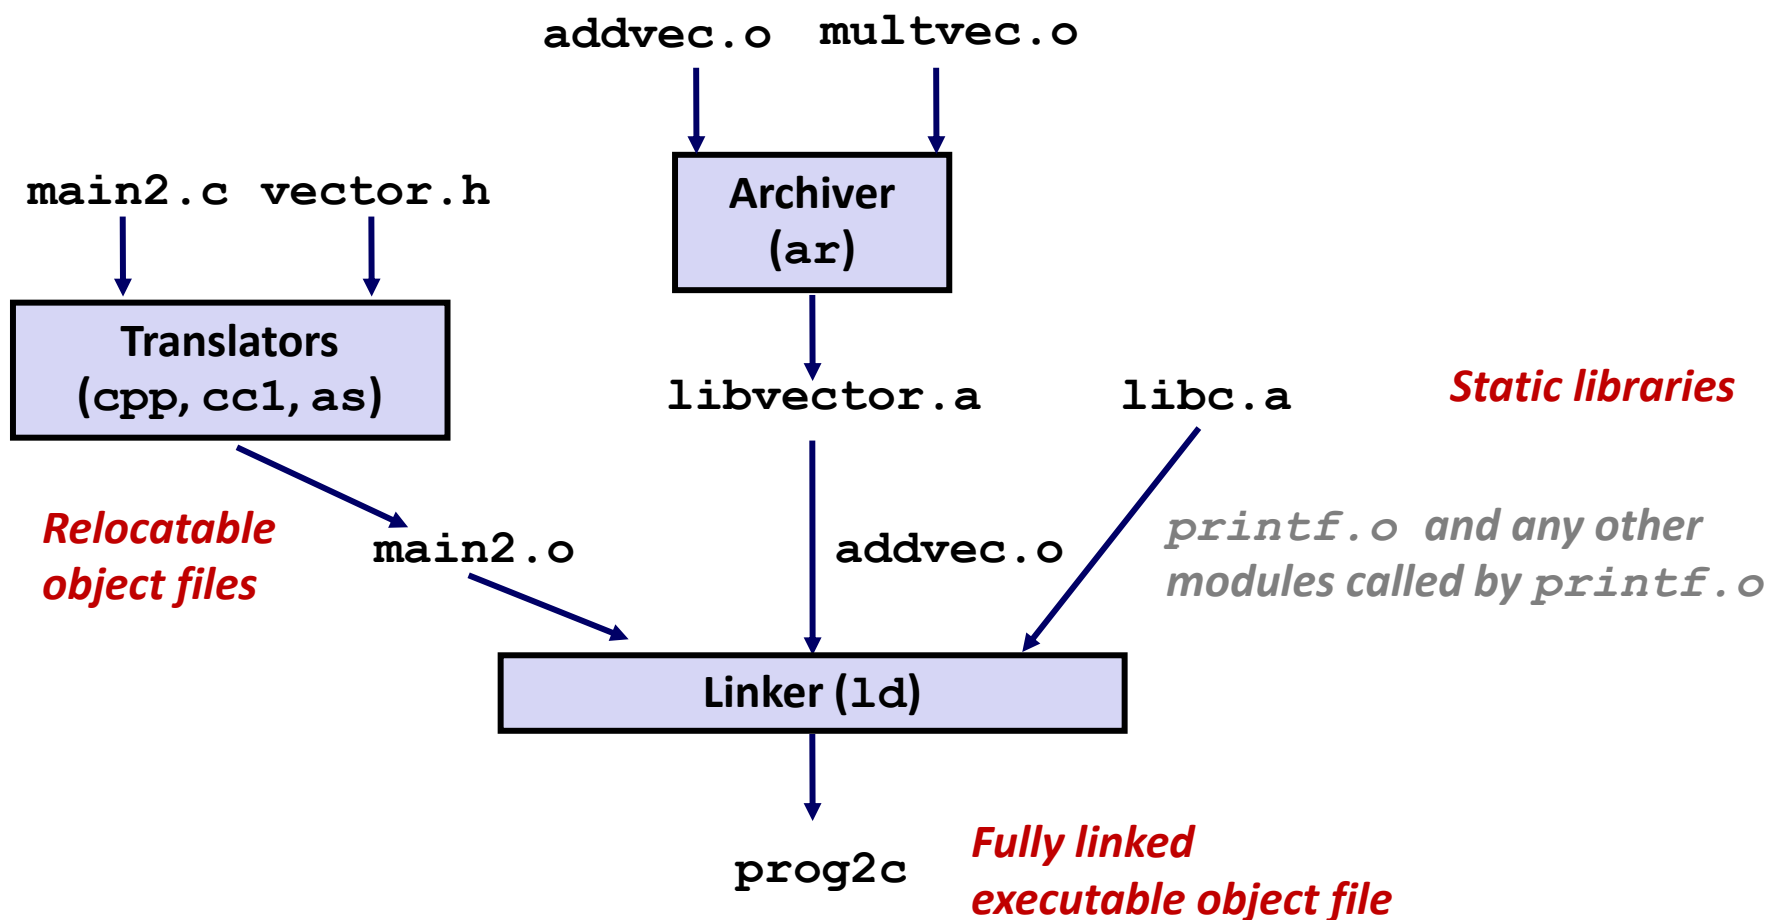 addvec.o multvec.o
main2.c vector.h
Archiver
(ar)
Translators
(cpp, cc1, as)
libvector.a
libc.a
Static libraries
Relocatable
object files
main2.o
addvec.o
printf.o and any other
modules called by printf.o
Linker (ld)
prog2c
Fully linked
executable object file